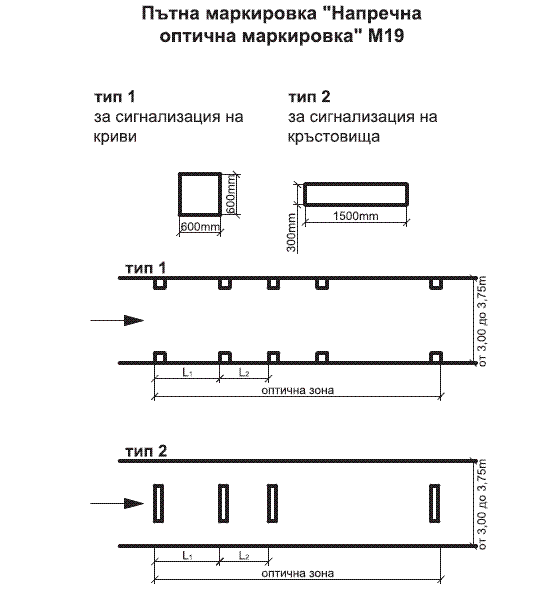 Пътна маркировка "Напречна
оптична маркировка" М19
тип 1
за сигнализация на
криви
тип 2
за сигнализация на
кръстовища
600mm
600mm
300mm
1500mm
тип 1
от 3,00 до 3,75m
L1
L2
оптична зона
тип 2
от 3,00 до 3,75m
L1
L2
оптична зона